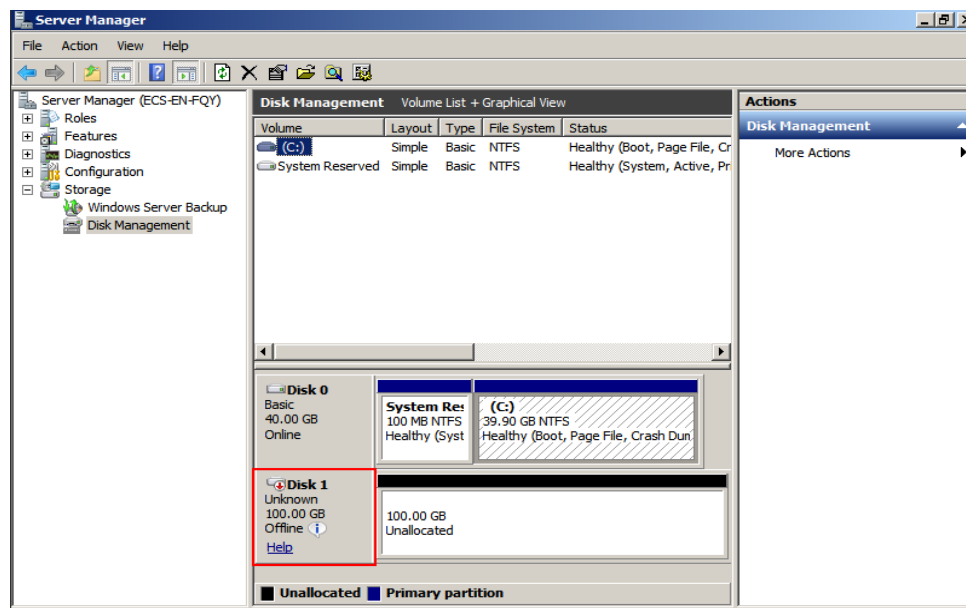 Server Manager
File Action View Help
Server Manager (ECS-EN-FQY)
Roles
Features
Diagnostics
Configuration
Storage
Windows Server Backup
Disk Management
Disk Management Volume List + Graphical View
Volume Layout Type File System Status
(C:) Simple Basic NTFS Healthy (Boot, Page File, Cr
System Reserved Simple Basic NTFS Healthy (System, Active, Pri
Disk 0
Basic
40.00 GB
Online
System Res
100 MB NTFS
Healthy (Syst
(C:)
39.90 GB NTFS
Healthy (Boot, Page File, Crash Dum
Disk 1
Unknown
100.00 GB
Offline
Help
100.00 GB
Unallocated
Unallocated Primary partition
Actions
Disk Management
More Actions